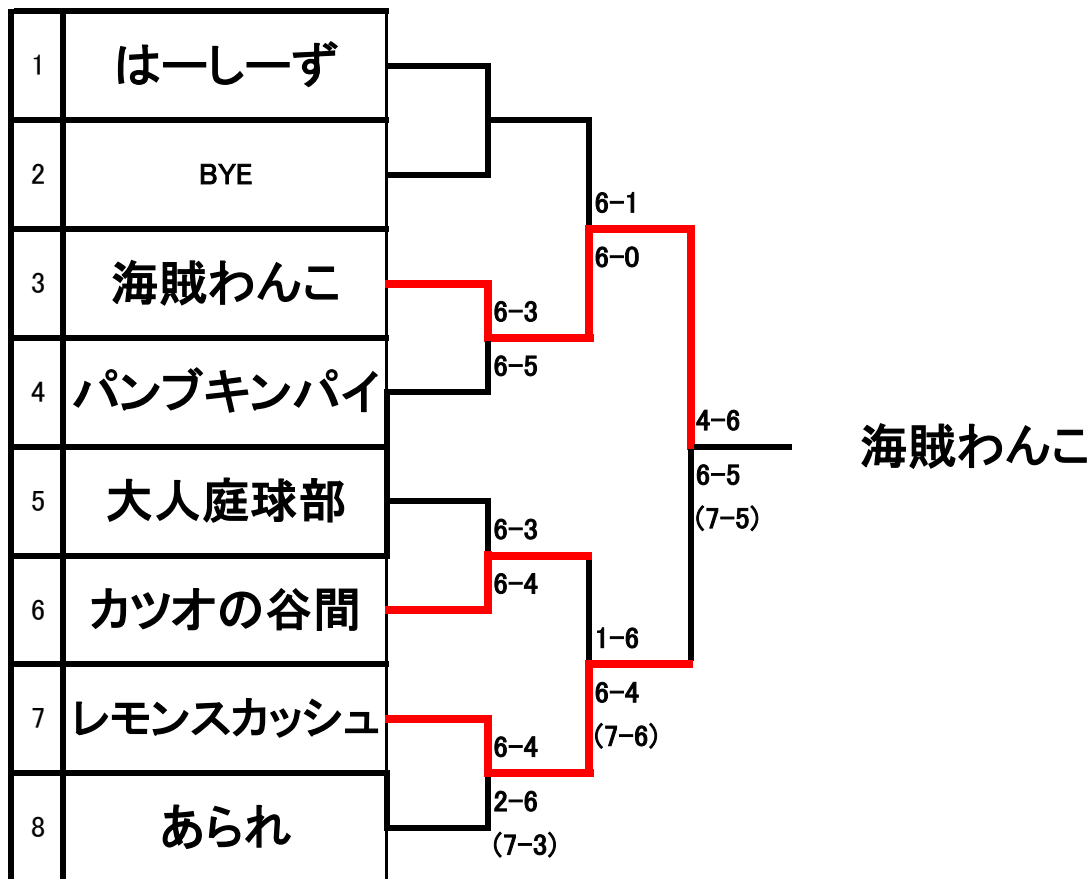 1 はーしーず
2 BYE
3 海賊わんこ
4 パンブキンパイ
5 大人庭球部
6 カツオの谷間
7 レモンスカッシュ
8 あられ
6-3
6-5
6-3
6-4
6-4
2-6
(7-3)
6-1
6-0
1-6
6-4
(7-6)
4-6
6-5
(7-5)
海賊わんこ